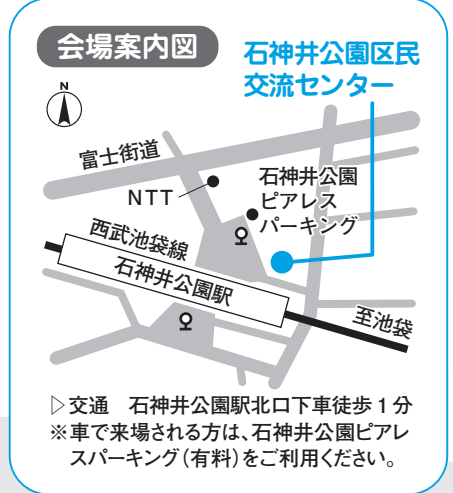 会場案内図
石神井公園区民
交流センター
N
富士街道
NTT
石神井公園
ピアレス
パーキング
西武池袋線
石神井公園駅
至池袋
▷交通　石神井公園駅北口下車徒歩1分
※車で来場される方は、石神井公園ピアレ
スパーキング（有料）をご利用ください。